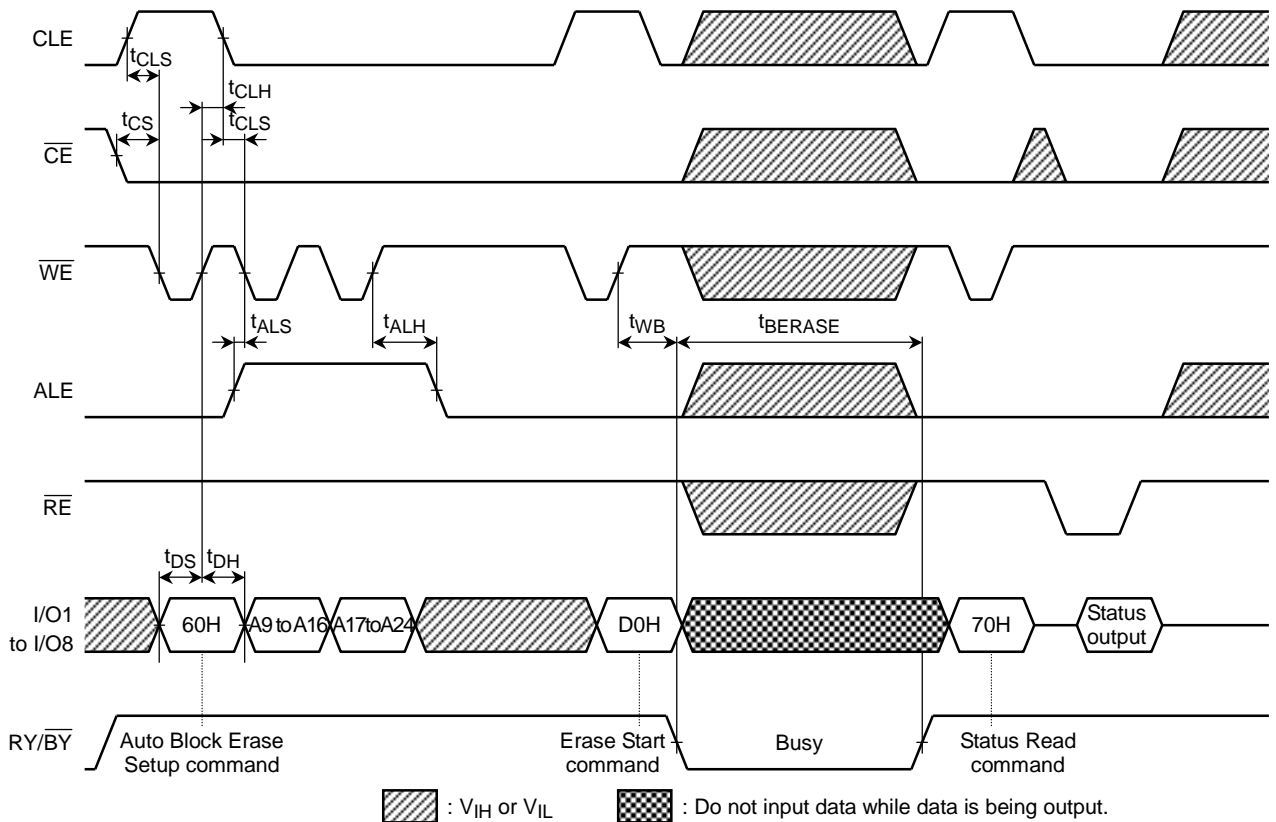 CLE
tCLS
tCLH
tCS
tCLS
CE
WE
tALS
tALH
tWB
tBERASE
ALE
RE
tDS
tDH
I/O1
to I/O8
60H
A9 to A16
A17 to A24
D0H
70H
Status
output
RY/BY
Auto Block Erase
Setup command
Erase Start
command
Busy
Status Read
command
: VIH or VIL
: Do not input data while data is being output.